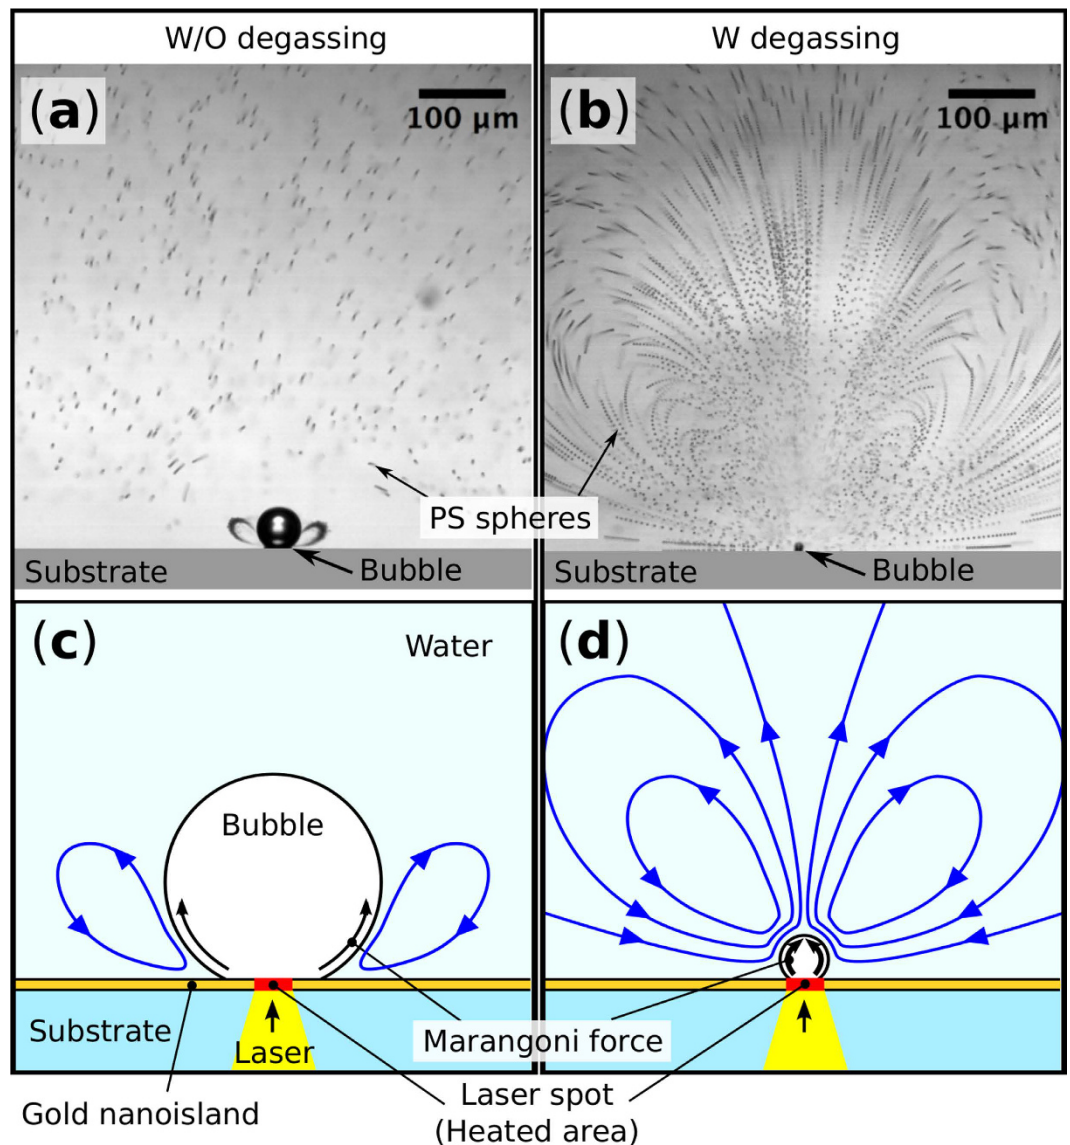 W/O degassing
W degassing
(a)
100 µm
(b)
100 µm
PS spheres
Substrate
Bubble
Substrate
Bubble
(c)
Water
(d)
Bubble
Substrate
Laser
Marangoni force
Gold nanoisland
Laser spot
(Heated area)